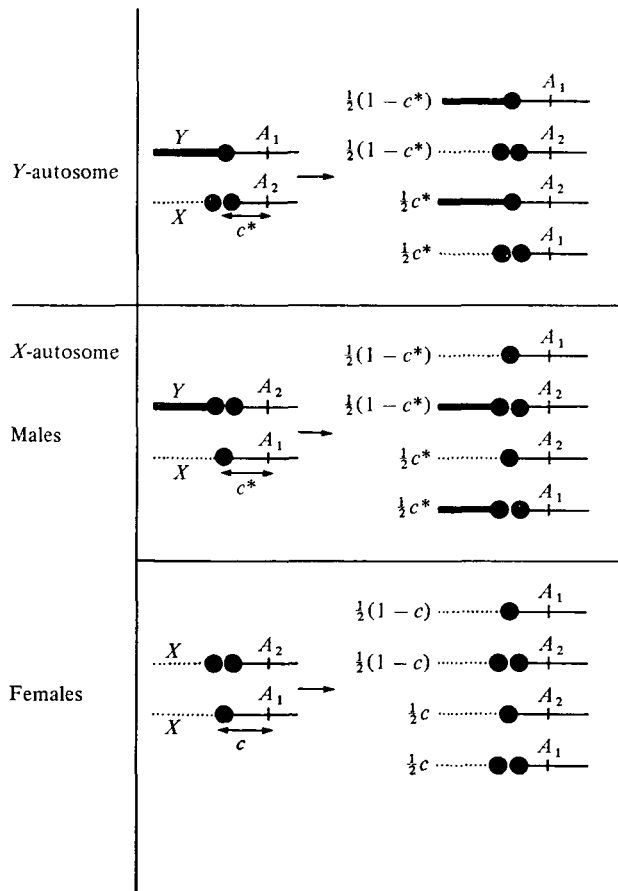 Y-autosome
Y A₁
A₂
X
c*
½(1 − c*) A₁
½(1 − c*) A₂
½c* A₂
½c* A₁
X-autosome
Males
Y A₂
A₁
X
c*
½(1 − c*) A₁
½(1 − c*) A₂
½c* A₂
½c* A₁
Females
X A₂
A₁
X
c
½(1 − c) A₁
½(1 − c) A₂
½c A₂
½c A₁